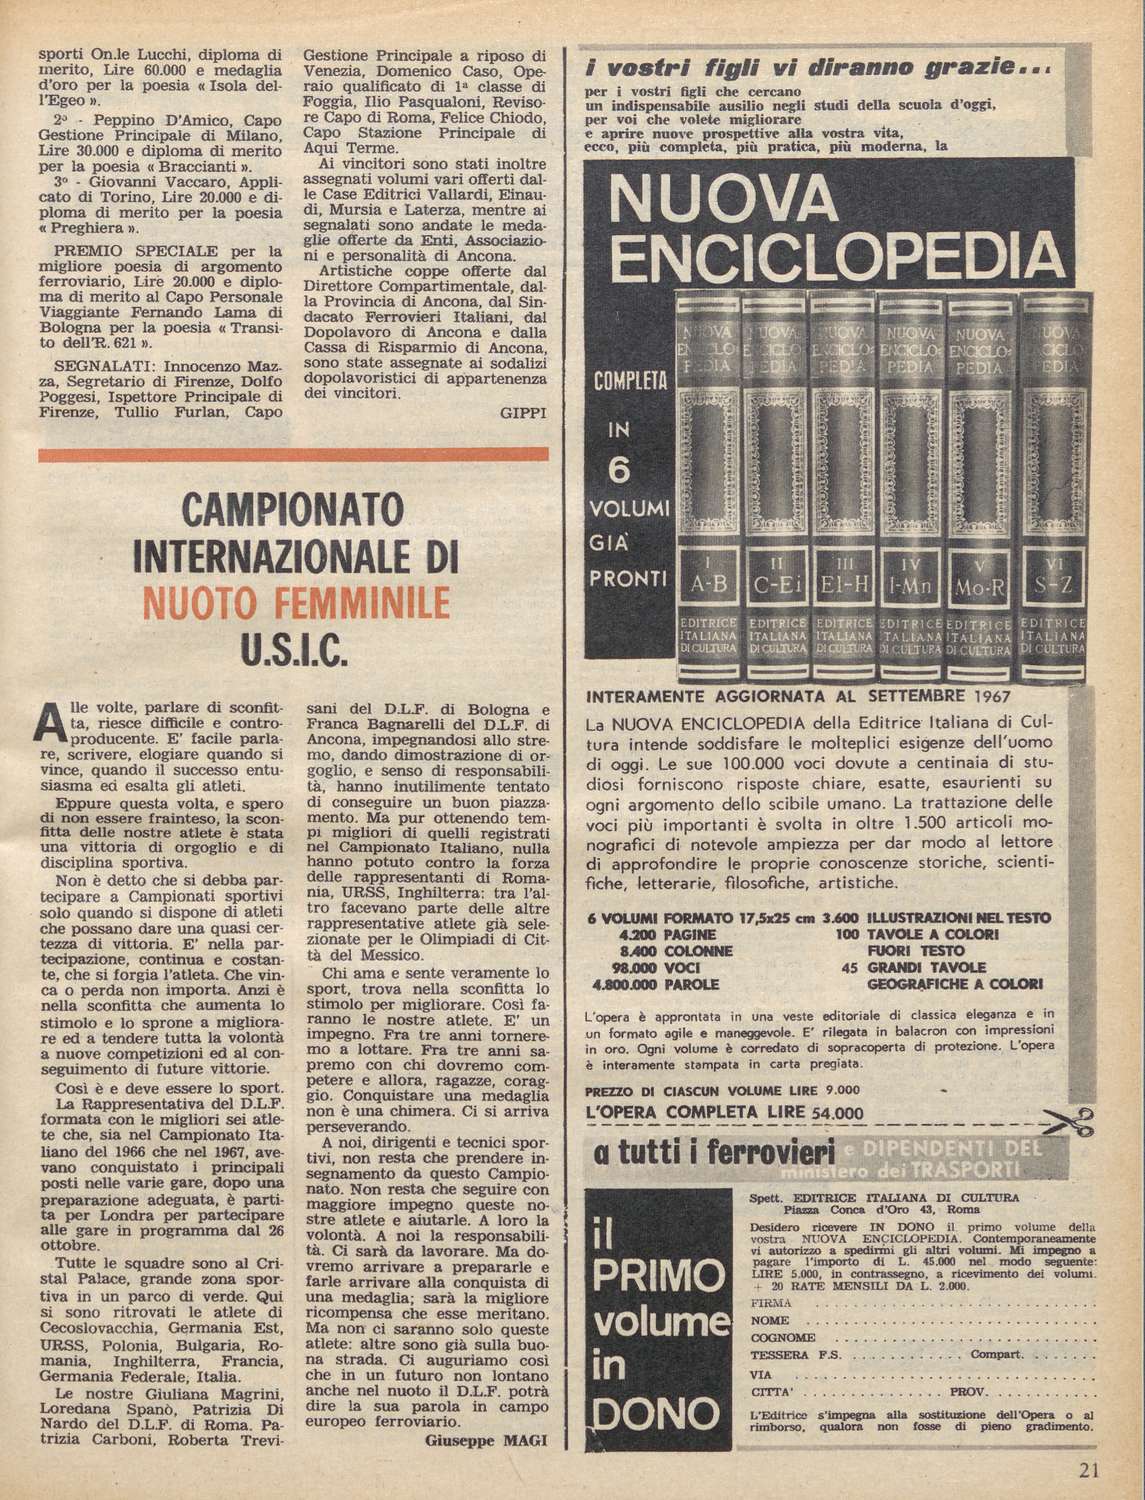 sporti On.le Lucchi, diploma di
merito, Lire 60.000 e medaglia
d'oro per la poesia « Isola del-
l'Egeo ».
2º - Peppino D'Amico, Capo
Gestione Principale di Milano,
Lire 30.000 e diploma di merito
per la poesia « Braccianti ».
3º - Giovanni Vaccaro, Appli-
cato di Torino, Lire 20.000 e di-
ploma di merito per la poesia
« Preghiera ».
PREMIO SPECIALE per la
migliore poesia di argomento
ferroviario, Lire 20.000 e diplo-
ma di merito al Capo Personale
Viaggiante Fernando Lama di
Bologna per la poesia « Transi-
to dell'R. 621 ».
SEGNALATI: Innocenzo Maz-
za, Segretario di Firenze, Dolfo
Poggesi, Ispettore Principale di
Firenze, Tullio Furlan, Capo
Gestione Principale a riposo di
Venezia, Domenico Caso, Ope-
raio qualificato di 1ª classe di
Foggia, Ilio Pasqualoni, Reviso-
re Capo di Roma, Felice Chiodo,
Capo Stazione Principale di
Aqui Terme.
Ai vincitori sono stati inoltre
assegnati volumi vari offerti dal-
le Case Editrici Vallardi, Einau-
di, Mursia e Laterza, mentre ai
segnalati sono andate le meda-
glie offerte da Enti, Associazio-
ni e personalità di Ancona.
Artistiche coppe offerte dal
Direttore Compartimentale, dal-
la Provincia di Ancona, dal Sin-
dacato Ferrovieri Italiani, dal
Dopolavoro di Ancona e dalla
Cassa di Risparmio di Ancona,
sono state assegnate ai sodalizi
dopolavoristici di appartenenza
dei vincitori.
GIPPI
CAMPIONATO
INTERNAZIONALE DI
NUOTO FEMMINILE
U.S.I.C.
Alle volte, parlare di sconfit-
ta, riesce difficile e contro-
producente. E' facile parla-
re, scrivere, elogiare quando si
vince, quando il successo entu-
siasma ed esalta gli atleti.
Eppure questa volta, e spero
di non essere frainteso, la scon-
fitta delle nostre atlete è stata
una vittoria di orgoglio e di
disciplina sportiva.
Non è detto che si debba par-
tecipare a Campionati sportivi
solo quando si dispone di atleti
che possano dare una quasi cer-
tezza di vittoria. E' nella par-
tecipazione, continua e costan-
te, che si forgia l'atleta. Che vin-
ca o perda non importa. Anzi è
nella sconfitta che aumenta lo
stimolo e lo sprone a migliora-
re ed a tendere tutta la volontà
a nuove competizioni ed al con-
seguimento di future vittorie.
Così è e deve essere lo sport.
La Rappresentativa del D.L.F.
formata con le migliori sei atle-
te che, sia nel Campionato Ita-
liano del 1966 che nel 1967, ave-
vano conquistato i principali
posti nelle varie gare, dopo una
preparazione adeguata, è parti-
ta per Londra per partecipare
alle gare in programma dal 26
ottobre.
Tutte le squadre sono al Cri-
stal Palace, grande zona spor-
tiva in un parco di verde. Qui
si sono ritrovati le atlete di
Cecoslovacchia, Germania Est,
URSS, Polonia, Bulgaria, Ro-
mania, Inghilterra, Francia,
Germania Federale, Italia.
Le nostre Giuliana Magrini,
Loredana Spanò, Patrizia Di
Nardo del D.L.F. di Roma. Pa-
trizia Carboni, Roberta Trevi-
sani del D.L.F. di Bologna e
Franca Bagnarelli del D.L.F. di
Ancona, impegnandosi allo stre-
mo, dando dimostrazione di or-
goglio, e senso di responsabili-
tà, hanno inutilmente tentato
di conseguire un buon piazza-
mento. Ma pur ottenendo tem-
pi migliori di quelli registrati
nel Campionato Italiano, nulla
hanno potuto contro la forza
delle rappresentanti di Roma-
nia, URSS, Inghilterra: tra l'al-
tro facevano parte delle altre
rappresentative atlete già sele-
zionate per le Olimpiadi di Cit-
tà del Messico.
Chi ama e sente veramente lo
sport, trova nella sconfitta lo
stimolo per migliorare. Così fa-
ranno le nostre atlete. E' un
impegno. Fra tre anni tornere-
mo a lottare. Fra tre anni sa-
premo con chi dovremo com-
petere e allora, ragazze, corag-
gio. Conquistare una medaglia
non è una chimera. Ci si arriva
perseverando.
A noi, dirigenti e tecnici spor-
tivi, non resta che prendere in-
segnamento da questo Campio-
nato. Non resta che seguire con
maggiore impegno queste no-
stre atlete e aiutarle. A loro la
volontà. A noi la responsabili-
tà. Ci sarà da lavorare. Ma do-
vremo arrivare a prepararle e
farle arrivare alla conquista di
una medaglia; sarà la migliore
ricompensa che esse meritano.
Ma non ci saranno solo queste
atlete: altre sono già sulla buo-
na strada. Ci auguriamo così
che in un futuro non lontano
anche nel nuoto il D.L.F. potrà
dire la sua parola in campo
europeo ferroviario.
Giuseppe MAGI
i vostri figli vi diranno grazie...
per i vostri figli che cercano
un indispensabile ausilio negli studi della scuola d'oggi,
per voi che volete migliorare
e aprire nuove prospettive alla vostra vita,
ecco, più completa, più pratica, più moderna, la
NUOVA
ENCICLOPEDIA
COMPLETA
IN
6
VOLUMI
GIA'
PRONTI
NUOVA ENCICLOPEDIA NUOVA ENCICLOPEDIA NUOVA ENCICLOPEDIA NUOVA ENCICLOPEDIA NUOVA ENCICLOPEDIA NUOVA ENCICLOPEDIA
I II III IV V VI
A-B C-Ei El-H I-Mn Mo-R S-Z
EDITRICE EDITRICE EDITRICE EDITRICE EDITRICE EDITRICE
ITALIANA ITALIANA ITALIANA ITALIANA ITALIANA ITALIANA
DI CULTURA DI CULTURA DI CULTURA DI CULTURA DI CULTURA DI CULTURA
INTERAMENTE AGGIORNATA AL SETTEMBRE 1967
La NUOVA ENCICLOPEDIA della Editrice Italiana di Cul-
tura intende soddisfare le molteplici esigenze dell'uomo
di oggi. Le sue 100.000 voci dovute a centinaia di stu-
diosi forniscono risposte chiare, esatte, esaurienti su
ogni argomento dello scibile umano. La trattazione delle
voci più importanti è svolta in oltre 1.500 articoli mo-
nografici di notevole ampiezza per dar modo al lettore
di approfondire le proprie conoscenze storiche, scienti-
fiche, letterarie, filosofiche, artistiche.
6 VOLUMI FORMATO 17,5x25 cm 3.600 ILLUSTRAZIONI NEL TESTO
4.200 PAGINE 100 TAVOLE A COLORI
8.400 COLONNE FUORI TESTO
98.000 VOCI 45 GRANDI TAVOLE
4.800.000 PAROLE GEOGRAFICHE A COLORI
L'opera è approntata in una veste editoriale di classica eleganza e in
un formato agile e maneggevole. E' rilegata in balacron con impressioni
in oro. Ogni volume è corredato di sopracoperta di protezione. L'opera
è interamente stampata in carta pregiata.
PREZZO DI CIASCUN VOLUME LIRE 9.000
L'OPERA COMPLETA LIRE 54.000
a tutti i ferrovieri e DIPENDENTI DEL
ministero dei TRASPORTI
il
PRIMO
volume
in
DONO
Spett. EDITRICE ITALIANA DI CULTURA
Piazza Conca d'Oro 43, Roma
Desidero ricevere IN DONO il primo volume della
vostra NUOVA ENCICLOPEDIA. Contemporaneamente
vi autorizzo a spedirmi gli altri volumi. Mi impegno a
pagare l'importo di L. 45.000 nel modo seguente:
LIRE 5.000, in contrassegno, a ricevimento dei volumi.
+ 20 RATE MENSILI DA L. 2.000.
FIRMA
NOME
COGNOME
TESSERA F.S. Compart.
VIA
CITTA' PROV.
L'Editrice s'impegna alla sostituzione dell'Opera o al
rimborso, qualora non fosse di pieno gradimento.
21